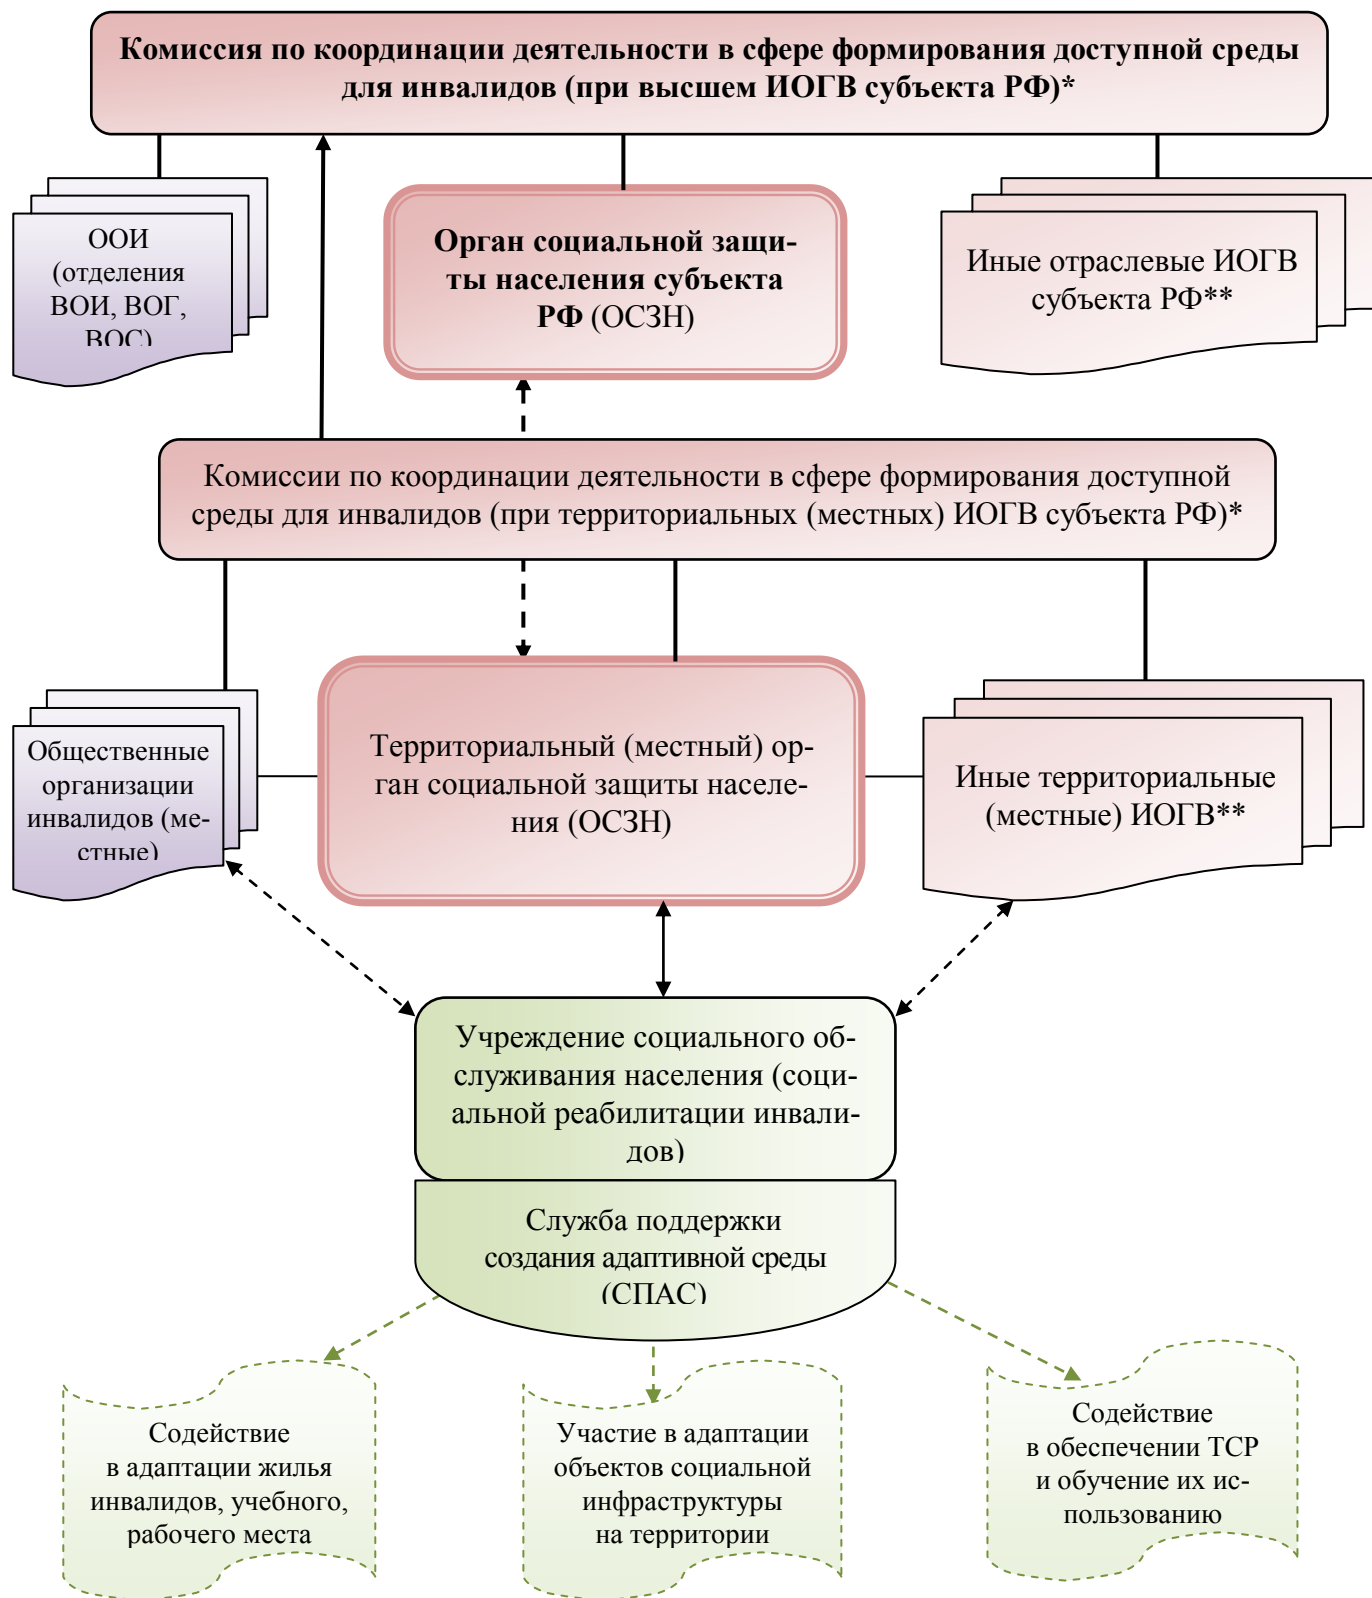 Комиссия по координации деятельности в сфере формирования доступной среды
для инвалидов (при высшем ИОГВ субъекта РФ)*
ООИ
(отделения
ВОИ, ВОГ,
ВОС)
Орган социальной защи-
ты населения субъекта
РФ (ОСЗН)
Иные отраслевые ИОГВ
субъекта РФ**
Комиссии по координации деятельности в сфере формирования доступной
среды для инвалидов (при территориальных (местных) ИОГВ субъекта РФ)*
Общественные
организации
инвалидов (ме-
стные)
Территориальный (местный) ор-
ган социальной защиты населе-
ния (ОСЗН)
Иные территориальные
(местные) ИОГВ**
Учреждение социального об-
служивания населения (соци-
альной реабилитации инвали-
дов)
Служба поддержки
создания адаптивной среды
(СПАС)
Содействие
в адаптации жилья
инвалидов, учебного,
рабочего места
Участие в адаптации
объектов социальной
инфраструктуры
на территории
Содействие
в обеспечении ТСР
и обучение их ис-
пользованию